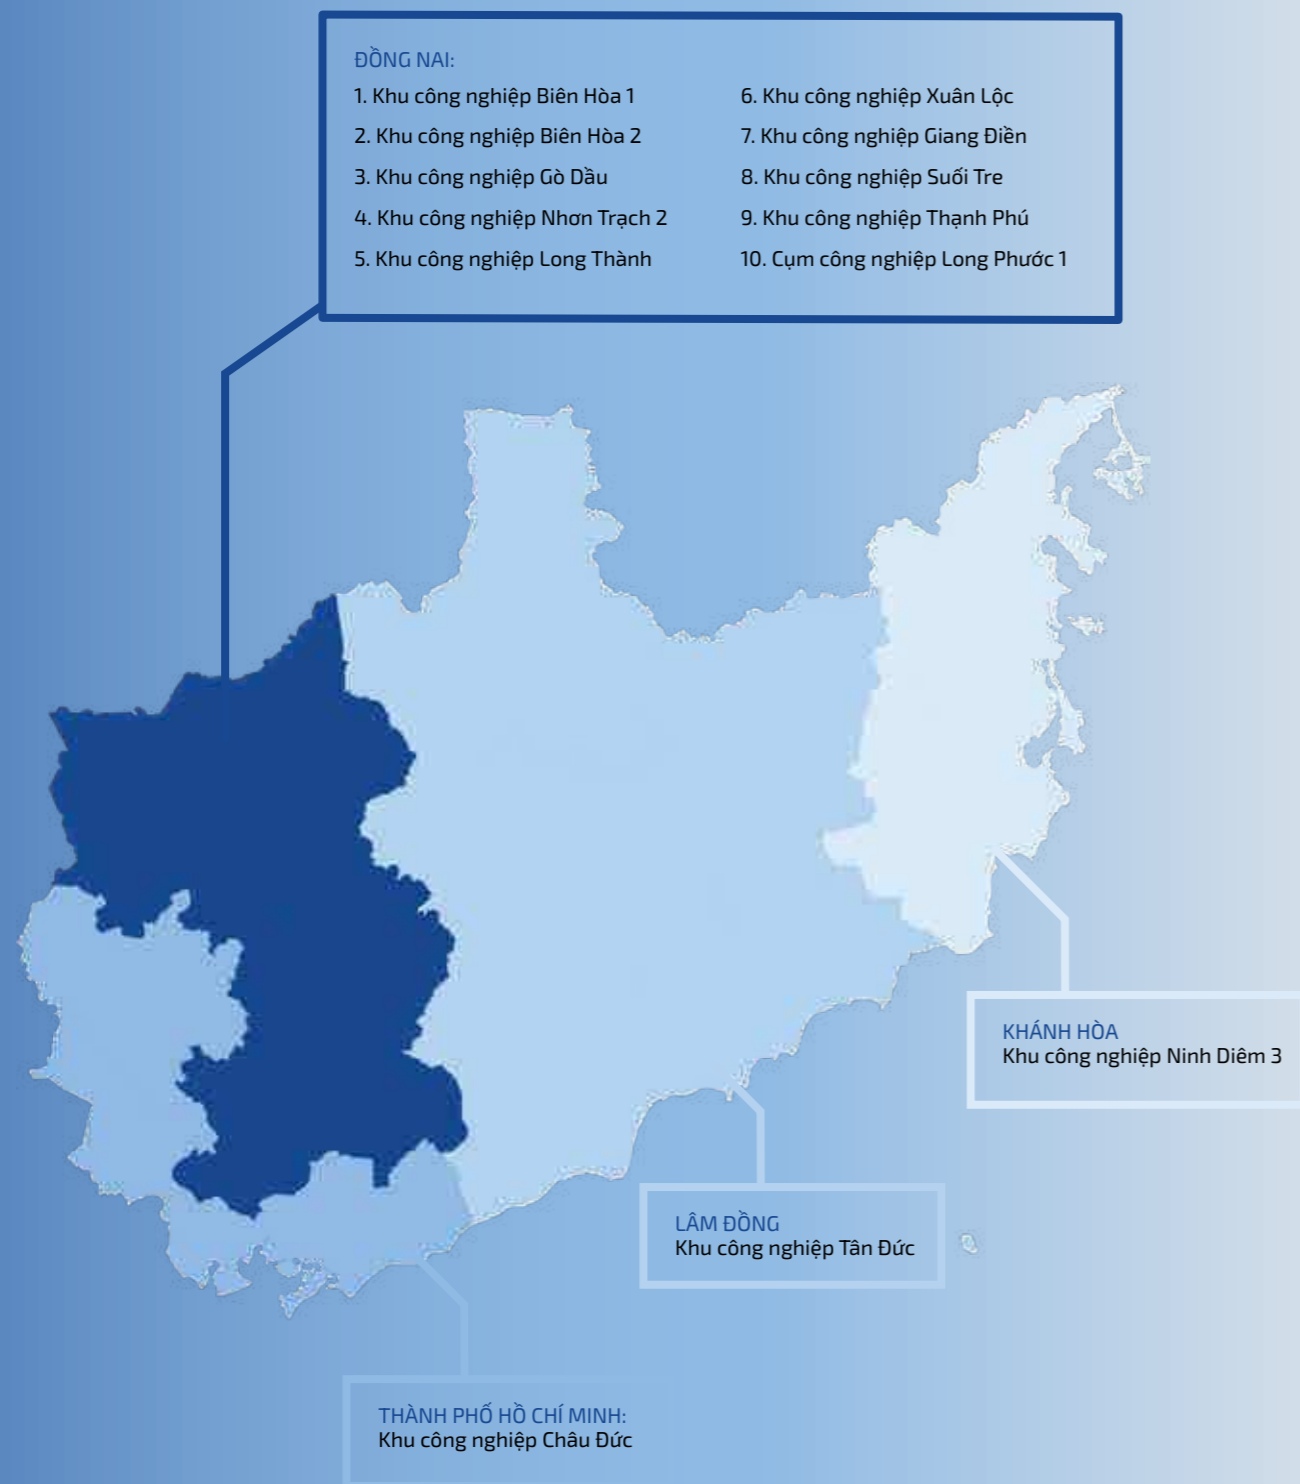 ĐỒNG NAI:
1. Khu công nghiệp Biên Hòa 1
2. Khu công nghiệp Biên Hòa 2
3. Khu công nghiệp Gò Dầu
4. Khu công nghiệp Nhơn Trạch 2
5. Khu công nghiệp Long Thành
6. Khu công nghiệp Xuân Lộc
7. Khu công nghiệp Giang Điền
8. Khu công nghiệp Suối Tre
9. Khu công nghiệp Thạnh Phú
10. Cụm công nghiệp Long Phước 1
KHÁNH HÒA
Khu công nghiệp Ninh Diêm 3
LÂM ĐỒNG
Khu công nghiệp Tân Đức
THÀNH PHỐ HỒ CHÍ MINH:
Khu công nghiệp Châu Đức